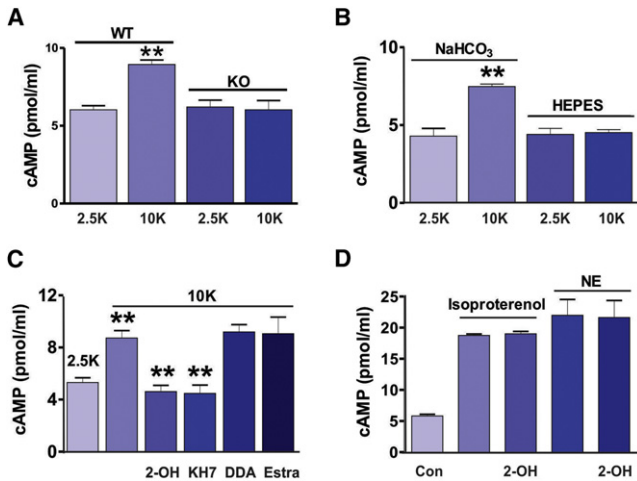 A
WT
**
KO
cAMP (pmol/ml)
10
5
0
2.5K 10K 2.5K 10K
B
NaHCO3
**
HEPES
cAMP (pmol/ml)
10
5
0
2.5K 10K 2.5K 10K
C
10K
**
2.5K
** **
cAMP (pmol/ml)
12
8
4
0
2-OH KH7 DDA Estra
D
NE
Isoproterenol
cAMP (pmol/ml)
25
20
15
10
5
0
Con 2-OH 2-OH